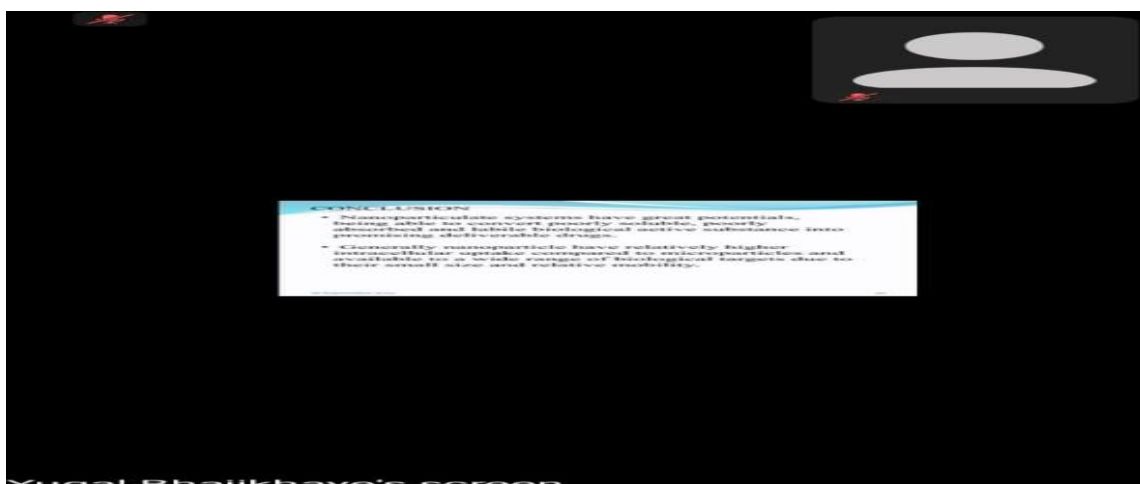 CONCLUSION
• Nanoparticulate systems have great potentials,
being able to convert poorly soluble, poorly
absorbed and labile biological active substance into
promising deliverable drugs.
• Generally nanoparticle have relatively higher
intracellular uptake compared to microparticles and
available to a wide range of biological targets due to
their small size and relative mobility.
screen